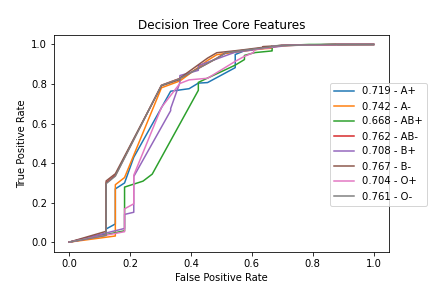 Decision Tree Core Features
True Positive Rate
1.0
0.8
0.6
0.4
0.2
0.0
0.719 - A+
0.742 - A-
0.668 - AB+
0.762 - AB-
0.708 - B+
0.767 - B-
0.704 - O+
0.761 - O-
0.0 0.2 0.4 0.6 0.8 1.0
False Positive Rate